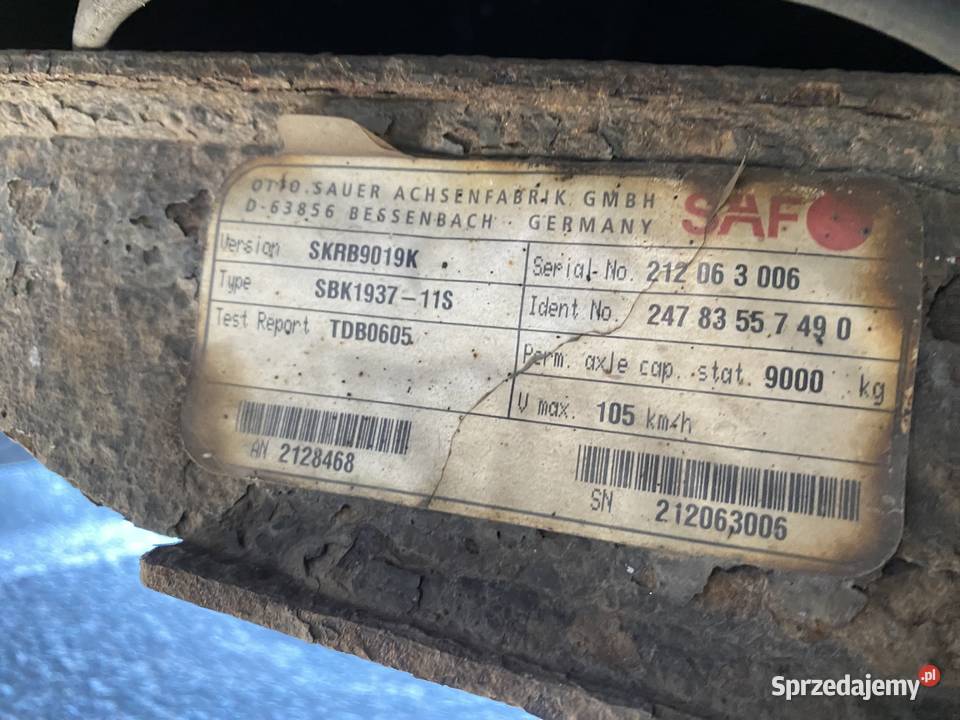 OTTO SAUER ACHSENFABRIK GMBH
D-63856 BESSENBACH · GERMANY
SAF
Version SKRB9019K
Type SBK1937-11S
Test Report TDB0605
Serial-No. 212 06 3 006
Ident No. 247 83 55 7 49 0
Perm. axle cap. stat. 9000 kg
V max. 105 km/h
AN 2128468
SN 212063006
Sprzedajemy.pl